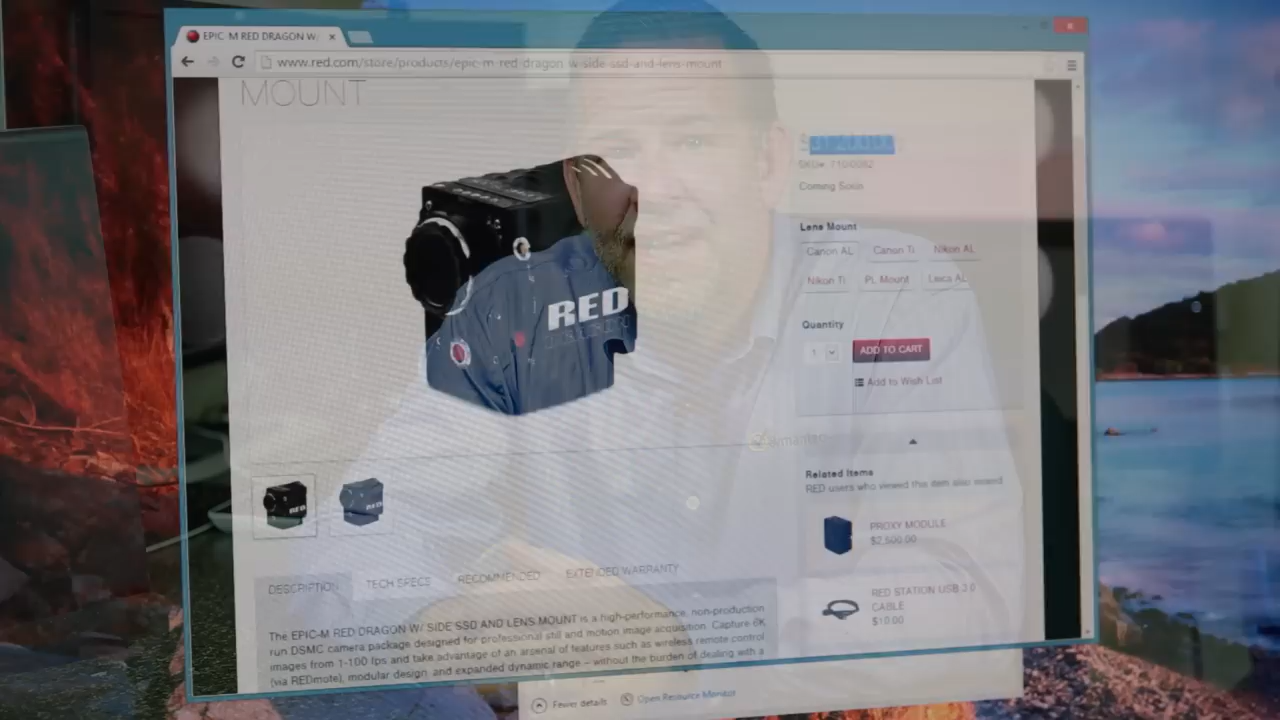 EPIC-M RED DRAGON W/
www.red.com/store/products/epic-m-red-dragon-w-side-ssd-and-lens-mount
MOUNT
Coming Soon
Lens Mount
Canon AL
Canon Ti
Nikon AL
Nikon Ti
PL Mount
Leica AL
Quantity
1
ADD TO CART
Add to Wish List
RED
Related Items
RED users who viewed this item also viewed
PROXY MODULE
$2,500.00
RED STATION USB 3.0
CABLE
$10.00
DESCRIPTION
TECH SPECS
RECOMMENDED
EXTENDED WARRANTY
The EPIC-M RED DRAGON W/ SIDE SSD AND LENS MOUNT is a high-performance, non-production
run DSMC camera package designed for professional still and motion image acquisition. Capture 6K
images from 1-100 fps and take advantage of an arsenal of features such as wireless remote control
(via REDmote), modular design, and expanded dynamic range – without the burden of dealing with a
Fewer details
Open Resource Monitor